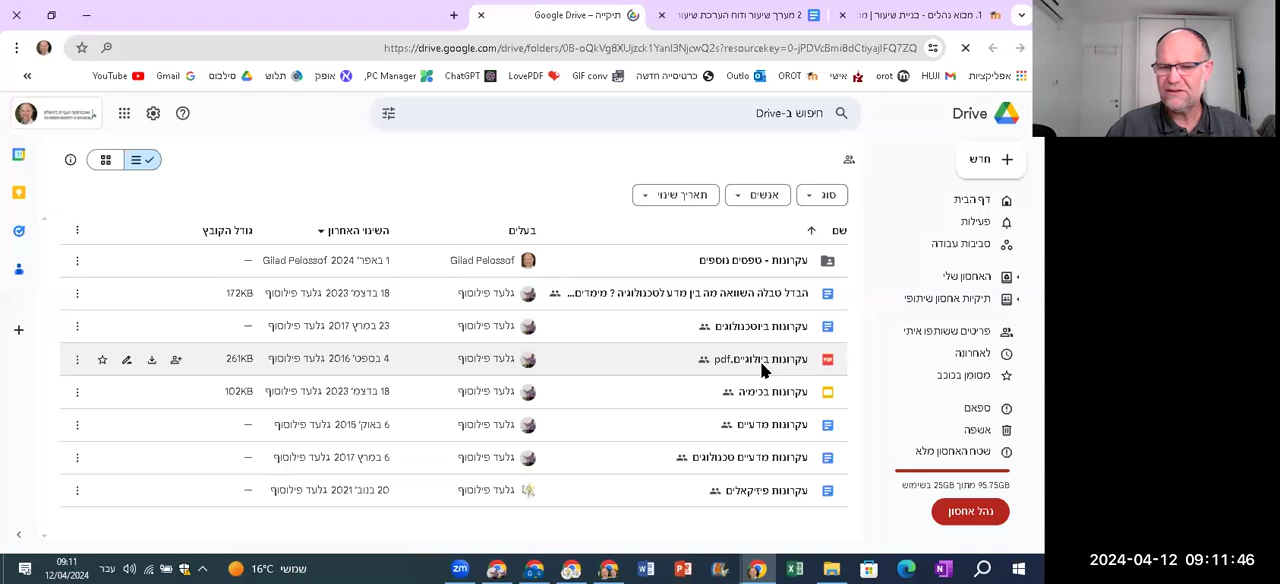 תיקייה – Google Drive
2 מערך שיעור ודוח הערכת שיעור
1. מבוא נהלים - בניית שיעור | מכ
https://drive.google.com/drive/folders/0B-oQkVg8XUjzck1YanI3NjcwQ2s?resourcekey=0-jPDVcBmi8dCtiyajIFQ7ZQ
אפליקציות
HUJI
orot
אישי
OROT
Outlo
כרטיסייה חדשה
GIF conv
LovePDF
ChatGPT
PC Manager,
אופק
תלוש
סילבוס
Gmail
YouTube
Drive
חיפוש ב-Drive
חדש
דף הבית
פעילות
סביבות עבודה
האחסון שלי
תיקיות אחסון שיתופי
פריטים ששותפו איתי
לאחרונה
מסומן בכוכב
ספאם
אשפה
שטח האחסון מלא
95.75GB מתוך 25GB בשימוש
נהל אחסון
סוג אנשים תאריך שינוי
שם בעלים השינוי האחרון גודל הקובץ
עקרונות - טפסים נוספים Gilad Pelossof 1 באפר׳ 2024 Gilad Pelossof —
הבדל טבלה השוואה מה בין מדע לטכנולוגיה ? מימדים... גלעד פילוסוף 18 בדצמ׳ 2023 גלעד פילוסוף 172KB
עקרונות ביוטכנולוגים גלעד פילוסוף 23 במרץ 2017 גלעד פילוסוף —
עקרונות ביולוגיים.pdf גלעד פילוסוף 4 בספט׳ 2016 גלעד פילוסוף 261KB
עקרונות בכימיה גלעד פילוסוף 18 בדצמ׳ 2023 גלעד פילוסוף 102KB
עקרונות מדעיים גלעד פילוסוף 6 באוק׳ 2015 גלעד פילוסוף —
עקרונות מדעיים טכנולוגים גלעד פילוסוף 6 במרץ 2017 גלעד פילוסוף —
עקרונות פיזיקאלים גלעד פילוסוף 20 בנוב׳ 2021 גלעד פילוסוף —
16°C שמשי
עבר
09:11
12/04/2024
2024-04-12 09:11:46